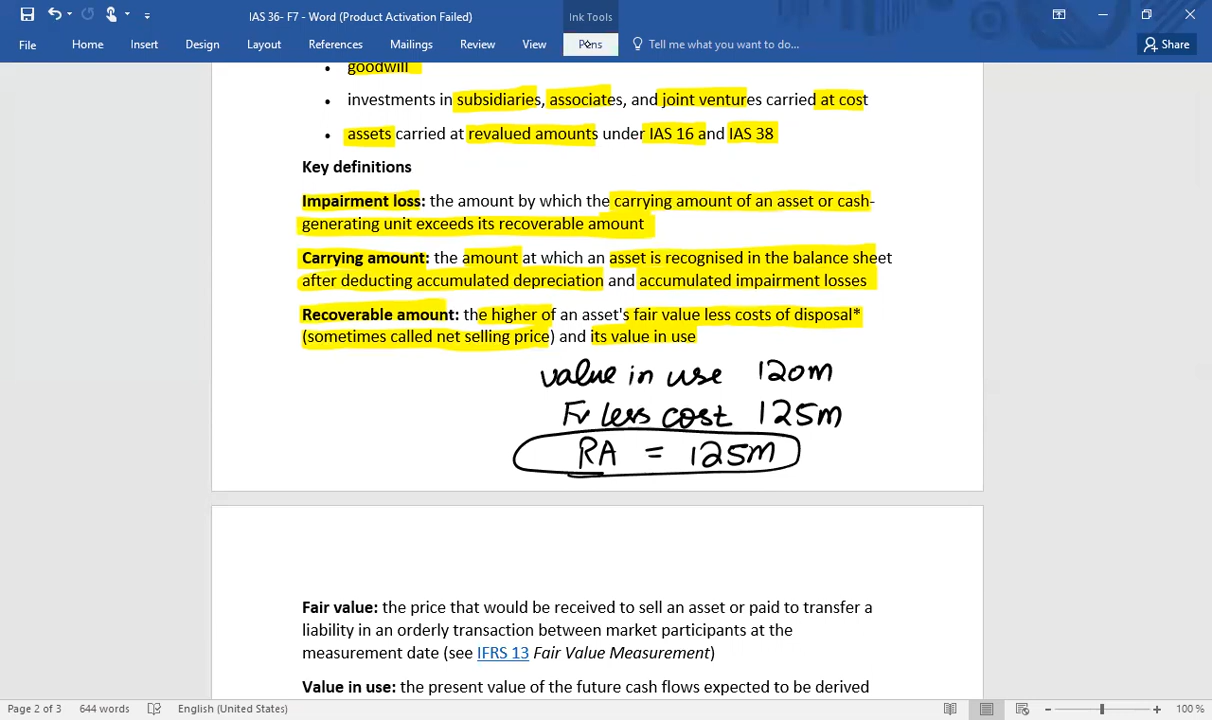 IAS 36- F7 - Word (Product Activation Failed)
Ink Tools
File Home Insert Design Layout References Mailings Review View Pens Tell me what you want to do... Share
• goodwill
• investments in subsidiaries, associates, and joint ventures carried at cost
• assets carried at revalued amounts under IAS 16 and IAS 38
Key definitions
Impairment loss: the amount by which the carrying amount of an asset or cash-
generating unit exceeds its recoverable amount
Carrying amount: the amount at which an asset is recognised in the balance sheet
after deducting accumulated depreciation and accumulated impairment losses
Recoverable amount: the higher of an asset's fair value less costs of disposal*
(sometimes called net selling price) and its value in use
value in use 120m
Fv less cost 125m
RA = 125m
Fair value: the price that would be received to sell an asset or paid to transfer a
liability in an orderly transaction between market participants at the
measurement date (see IFRS 13 Fair Value Measurement)
Value in use: the present value of the future cash flows expected to be derived
Page 2 of 3 644 words English (United States) 100 %